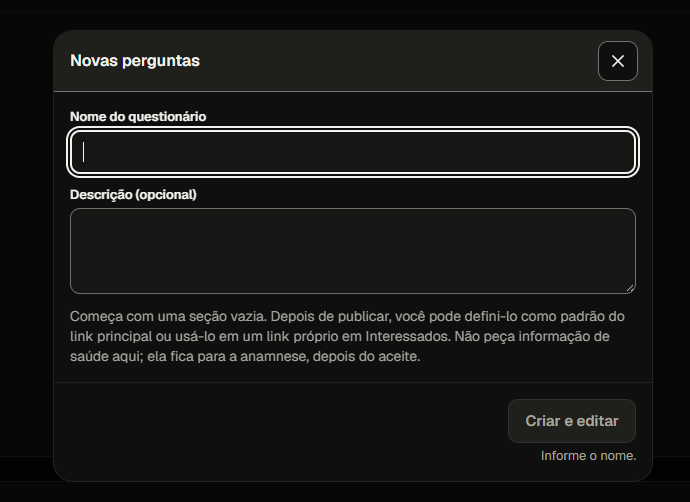 Novas perguntas
Nome do questionário
Descrição (opcional)
Começa com uma seção vazia. Depois de publicar, você pode defini-lo como padrão do
link principal ou usá-lo em um link próprio em Interessados. Não peça informação de
saúde aqui; ela fica para a anamnese, depois do aceite.
Criar e editar
Informe o nome.